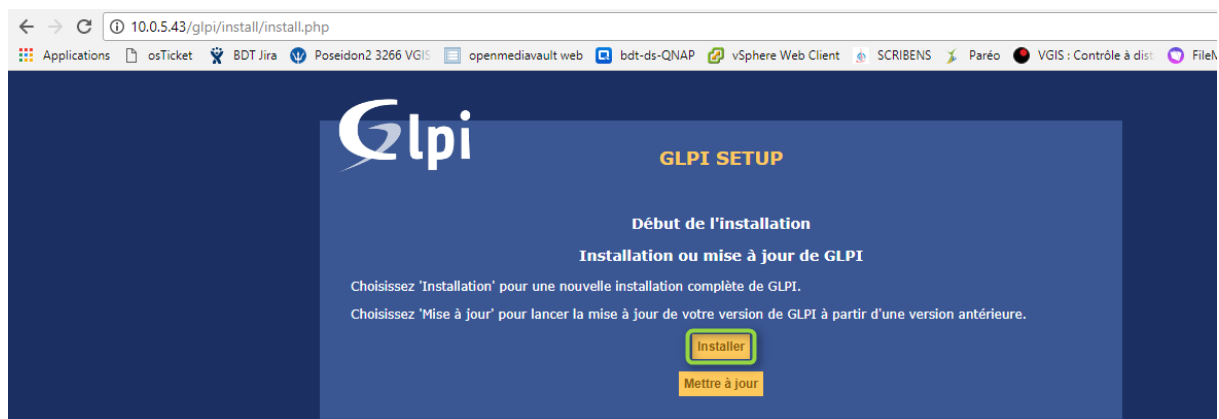 10.0.5.43/glpi/install/install.php
Applications osTicket BDT Jira Poseidon2 3266 VGIS openmediavault web bdt-ds-QNAP vSphere Web Client SCRIBENS Paréo VGIS : Contrôle à dist
Glpi
GLPI SETUP
Début de l'installation
Installation ou mise à jour de GLPI
Choisissez 'Installation' pour une nouvelle installation complète de GLPI.
Choisissez 'Mise à jour' pour lancer la mise à jour de votre version de GLPI à partir d'une version antérieure.
Installer
Mettre à jour